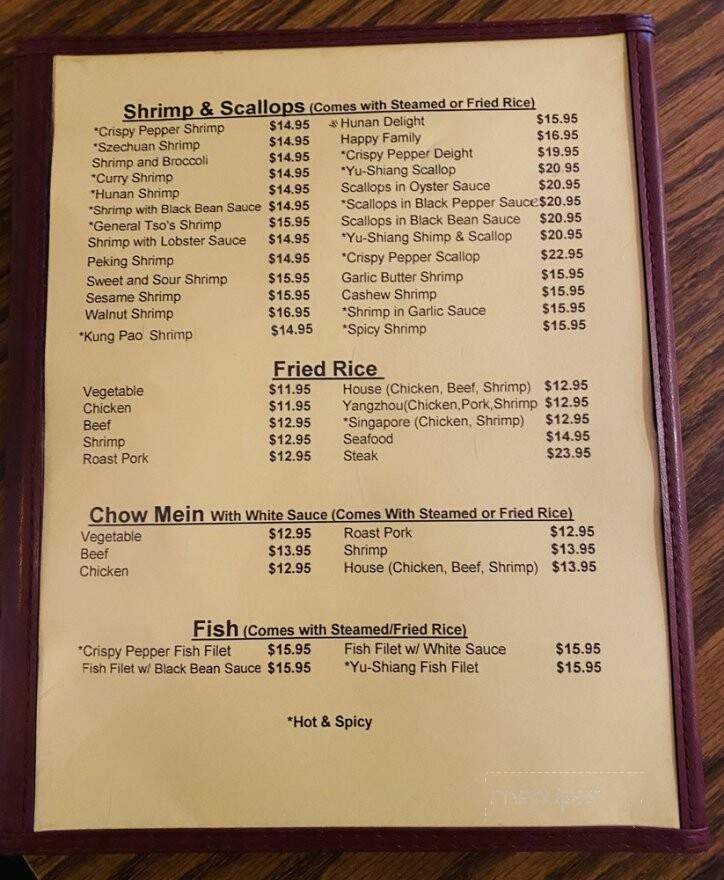 Shrimp & Scallops (Comes with Steamed or Fried Rice)
*Crispy Pepper Shrimp $14.95
*Szechuan Shrimp $14.95
Shrimp and Broccoli $14.95
*Curry Shrimp $14.95
*Hunan Shrimp $14.95
*Shrimp with Black Bean Sauce $14.95
*General Tso's Shrimp $15.95
Shrimp with Lobster Sauce $14.95
Peking Shrimp $14.95
Sweet and Sour Shrimp $15.95
Sesame Shrimp $15.95
Walnut Shrimp $16.95
*Kung Pao Shrimp $14.95
Hunan Delight $15.95
Happy Family $16.95
*Crispy Pepper Deight $19.95
*Yu-Shiang Scallop $20.95
Scallops in Oyster Sauce $20.95
*Scallops in Black Pepper Sauce $20.95
Scallops in Black Bean Sauce $20.95
*Yu-Shiang Shimp & Scallop $20.95
*Crispy Pepper Scallop $22.95
Garlic Butter Shrimp $15.95
Cashew Shrimp $15.95
*Shrimp in Garlic Sauce $15.95
*Spicy Shrimp $15.95
Fried Rice
Vegetable $11.95
Chicken $11.95
Beef $12.95
Shrimp $12.95
Roast Pork $12.95
House (Chicken, Beef, Shrimp) $12.95
Yangzhou(Chicken,Pork,Shrimp $12.95
*Singapore (Chicken, Shrimp) $12.95
Seafood $14.95
Steak $23.95
Chow Mein With White Sauce (Comes With Steamed or Fried Rice)
Vegetable $12.95
Beef $13.95
Chicken $12.95
Roast Pork $12.95
Shrimp $13.95
House (Chicken, Beef, Shrimp) $13.95
Fish (Comes with Steamed/Fried Rice)
*Crispy Pepper Fish Filet $15.95
Fish Filet w/ Black Bean Sauce $15.95
Fish Filet w/ White Sauce $15.95
*Yu-Shiang Fish Filet $15.95
*Hot & Spicy